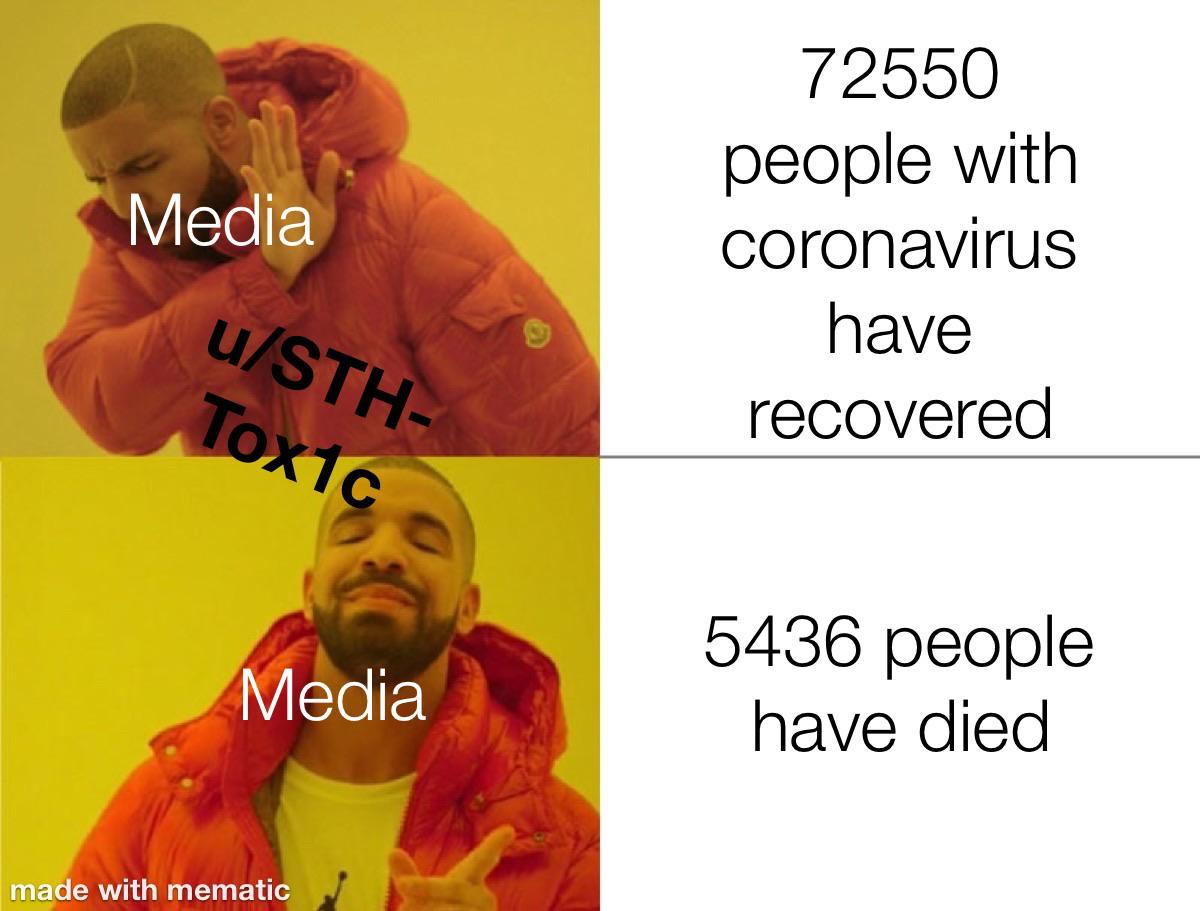 Media
72550
people with
coronavirus
have
recovered
u/STH-
Tox1c
Media
5436 people
have died
made with mematic